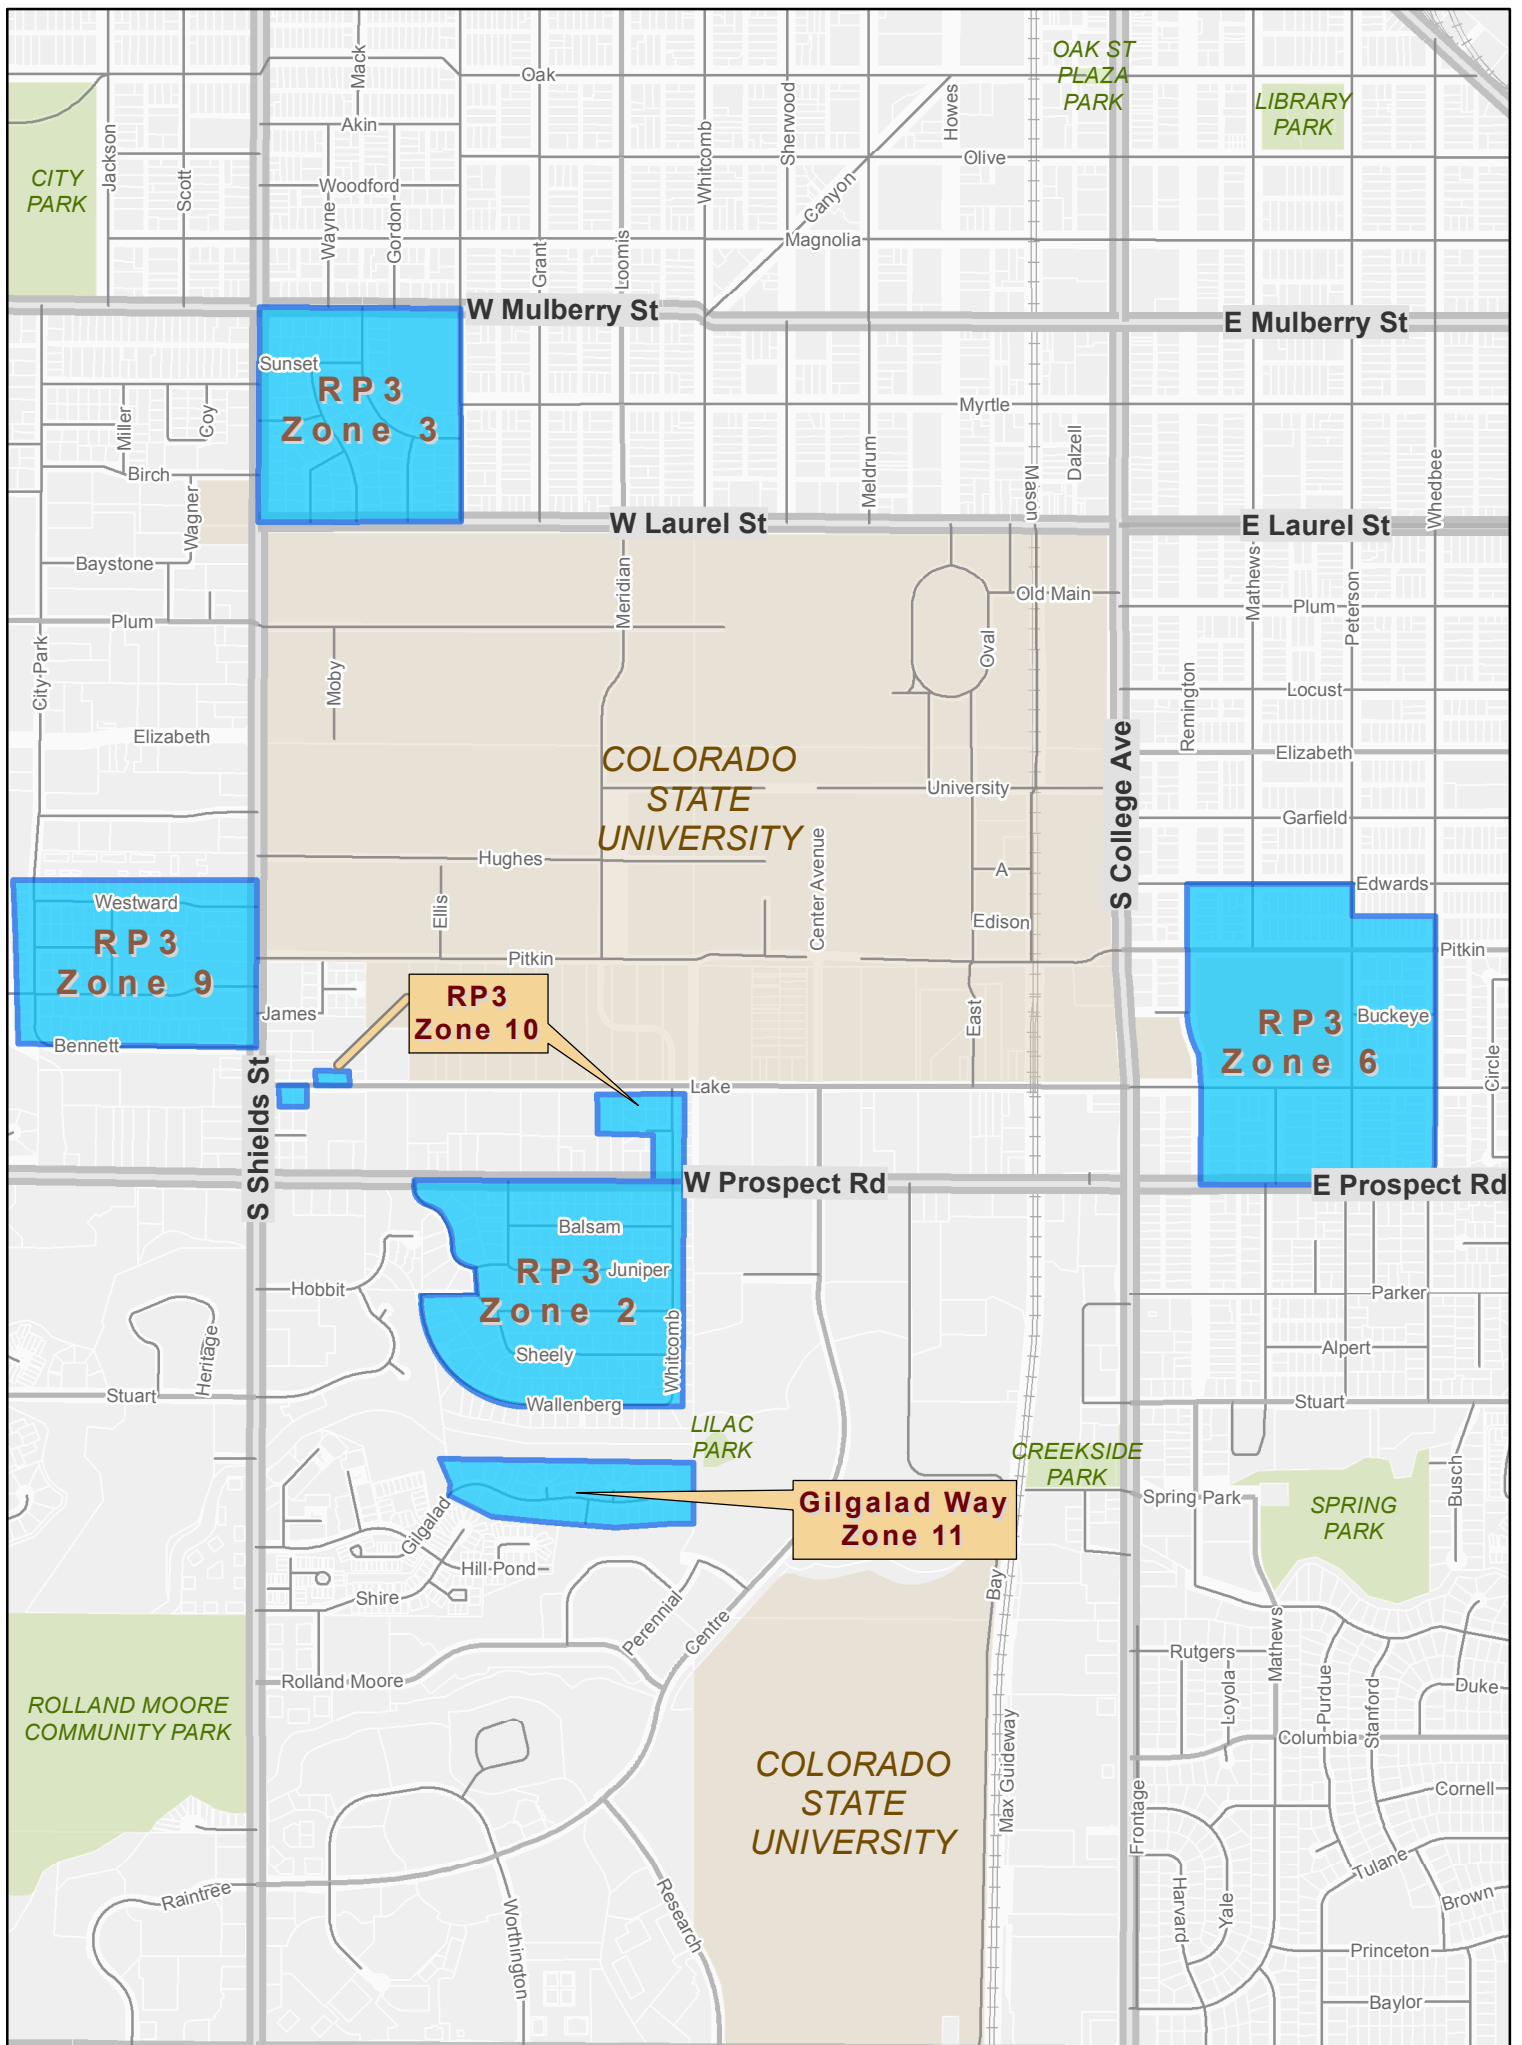 OAK ST
PLAZA
PARK
Mack
Oak
LIBRARY
PARK
Howes
Akin
Whitcomb
Sherwood
Jackson
Olive
CITY
PARK
Scott
Woodford
Wayne
Gordon
Canyon
Grant
Loomis
Magnolia
W Mulberry St
E Mulberry St
Sunset
RP3
Zone 3
Miller
Coy
Myrtle
Birch
Meldrum
Mason
Dalzell
Whedbee
Wagner
W Laurel St
E Laurel St
Baystone
Meridian
Old Main
Mathews
Plum
Peterson
Plum
City Park
Moby
Oval
Remington
Locust
Elizabeth
Elizabeth
COLORADO
STATE
UNIVERSITY
University
S College Ave
Garfield
Hughes
Center Avenue
A
Edwards
Westward
Ellis
Edison
RP3
Zone 9
Pitkin
Pitkin
RP3
Zone 10
James
East
Buckeye
RP3
Zone 6
Bennett
Circle
S Shields St
Lake
W Prospect Rd
E Prospect Rd
Balsam
Juniper
RP3
Zone 2
Hobbit
Parker
Whitcomb
Heritage
Sheely
Alpert
Stuart
Wallenberg
Stuart
LILAC
PARK
CREEKSIDE
PARK
Busch
Gilgalad Way
Zone 11
Spring Park
SPRING
PARK
Gilgalad
Hill Pond
Shire
Bay
Perennial
Centre
Mathews
Rutgers
Rolland Moore
Loyola
Purdue
Stanford
Duke
ROLLAND MOORE
COMMUNITY PARK
Max Guideway
Columbia
COLORADO
STATE
UNIVERSITY
Frontage
Cornell
Tulane
Raintree
Research
Worthington
Harvard
Yale
Brown
Princeton
Baylor